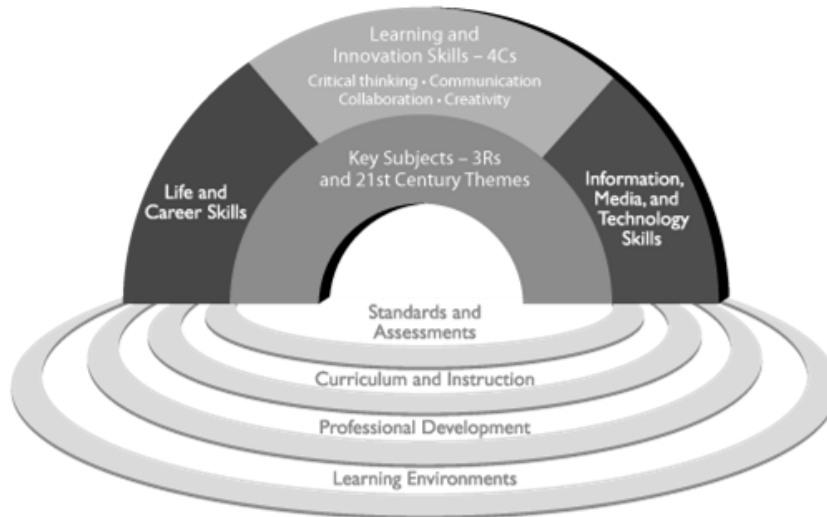 Learning and
Innovation Skills – 4Cs
Critical thinking • Communication
Collaboration • Creativity
Key Subjects – 3Rs
and 21st Century Themes
Life and
Career Skills
Information,
Media, and
Technology
Skills
Standards and
Assessments
Curriculum and Instruction
Professional Development
Learning Environments